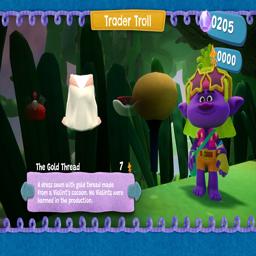 Trader Troll
0205
0000
The Gold Thread 7
A dress sewn with gold thread made
from a Violint's cocoon. No Violints were
harmed in the production.